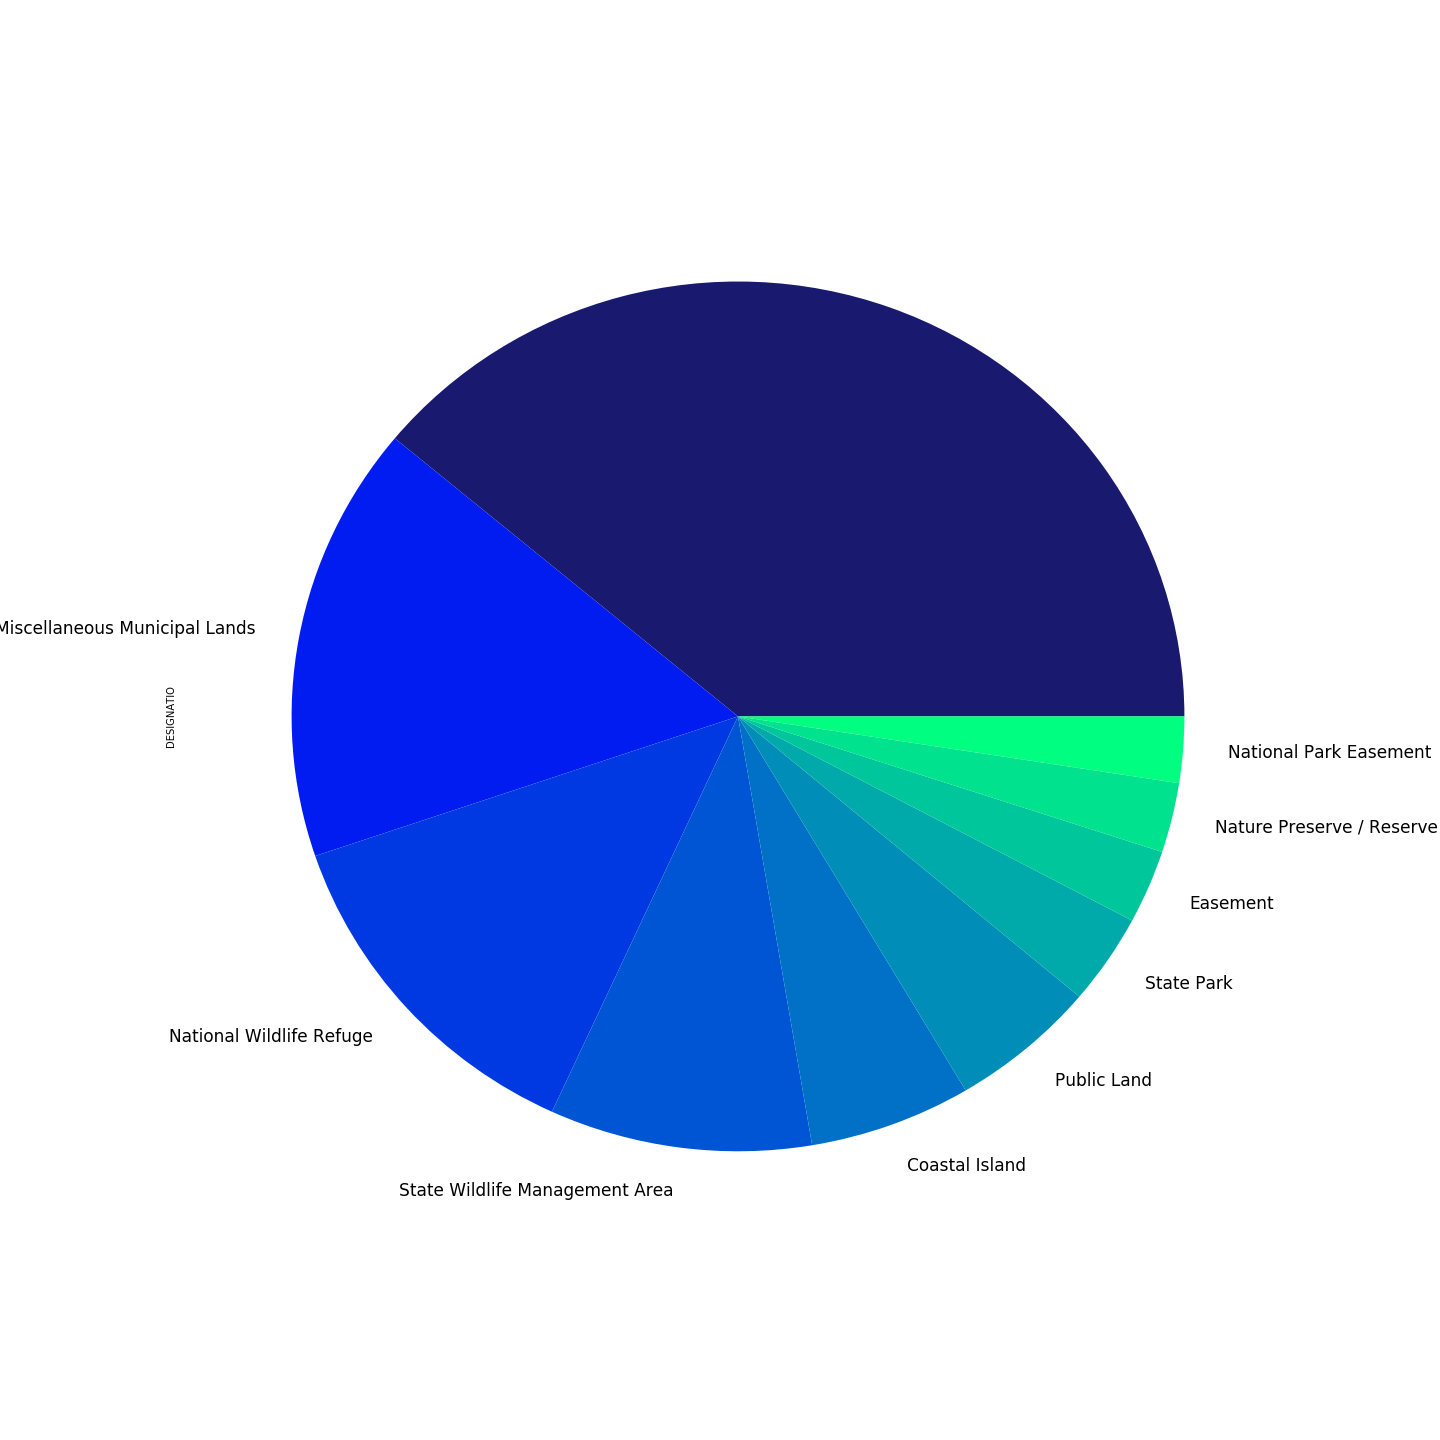 Miscellaneous Municipal Lands
DESIGNATIO
National Park Easement
Nature Preserve / Reserve
Easement
State Park
National Wildlife Refuge
Public Land
Coastal Island
State Wildlife Management Area